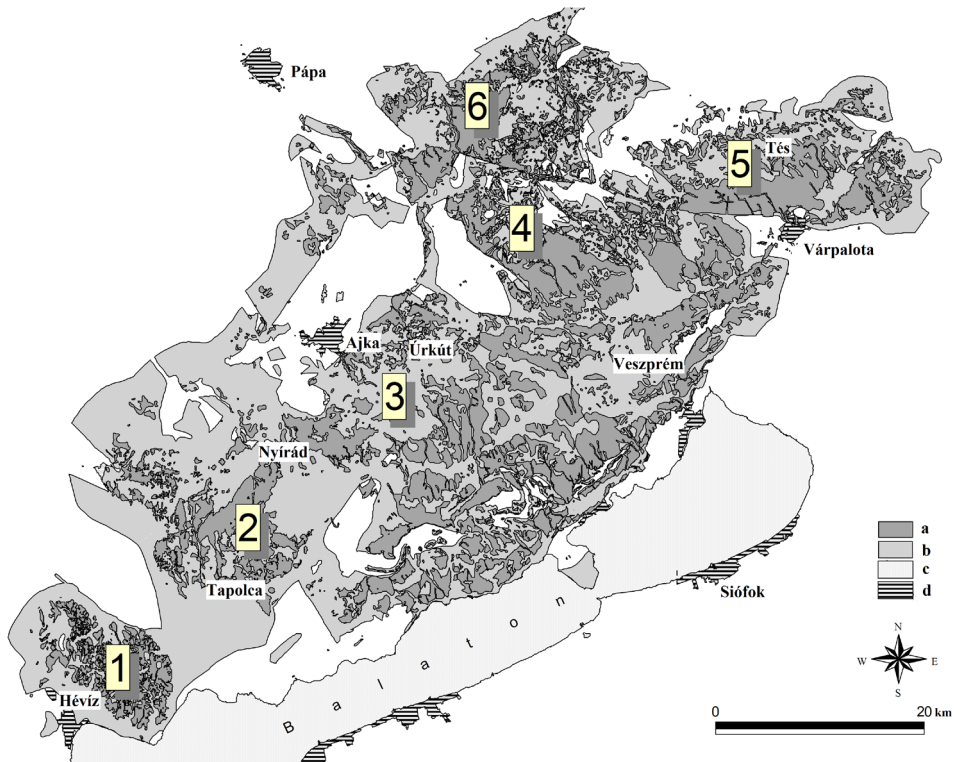 Pápa
6
Tés
5
4
Várpalota
Ajka
Úrkút
Veszprém
3
Nyírád
2
a
b
c
d
Tapolca
Siófok
Balaton
N
W
E
S
1
Hévíz
0
20 km